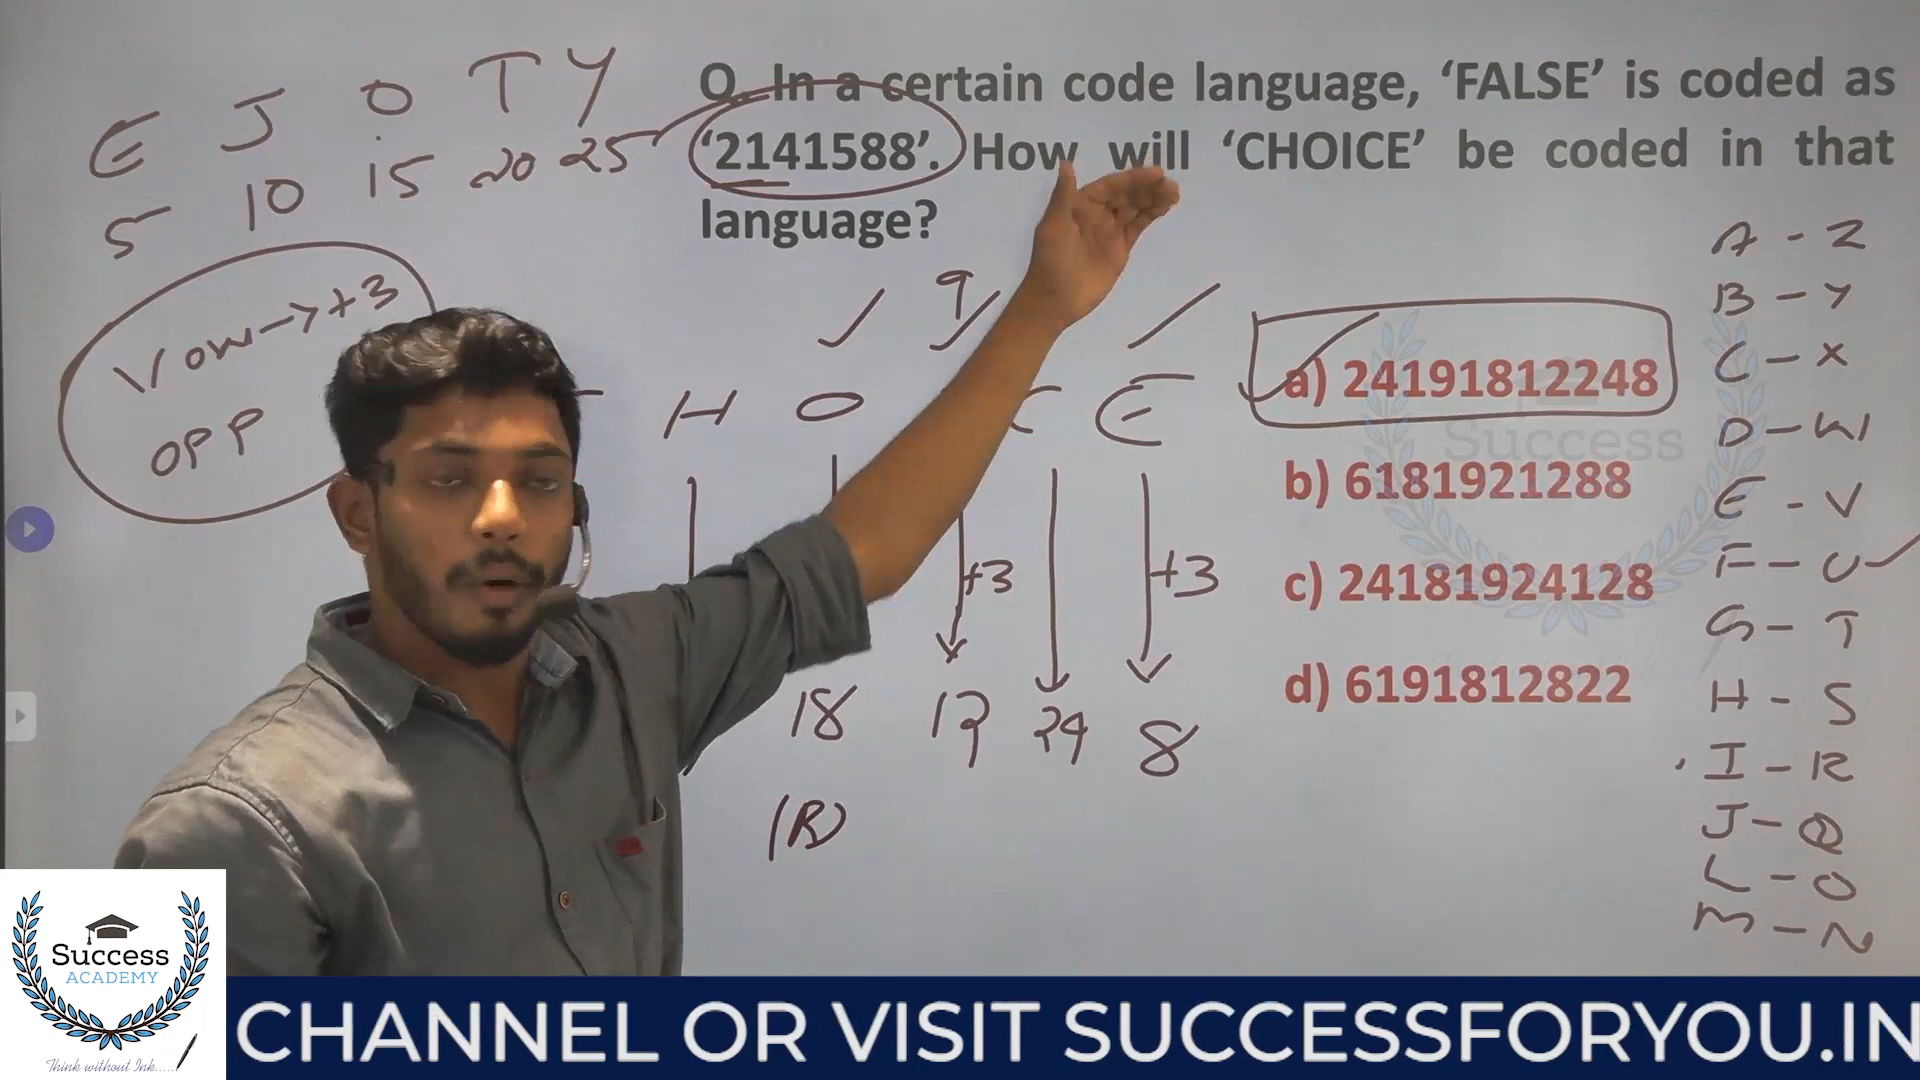 E J O T Y
5 10 15 20 25
Q. In a certain code language, ‘FALSE’ is coded as
‘2141588’. How will ‘CHOICE’ be coded in that
language?
Vow → +3
OPP
9
H O C E
+3 +3
18 12 24 8
(R)
a) 24191812248
b) 6181921288
c) 24181924128
d) 6191812822
Success
A - Z
B - Y
C - X
D - W
E - V
F - U
G - T
H - S
I - R
J - Q
L - O
M - N
Success
ACADEMY
Think without Ink......
CHANNEL OR VISIT SUCCESSFORYOU.IN